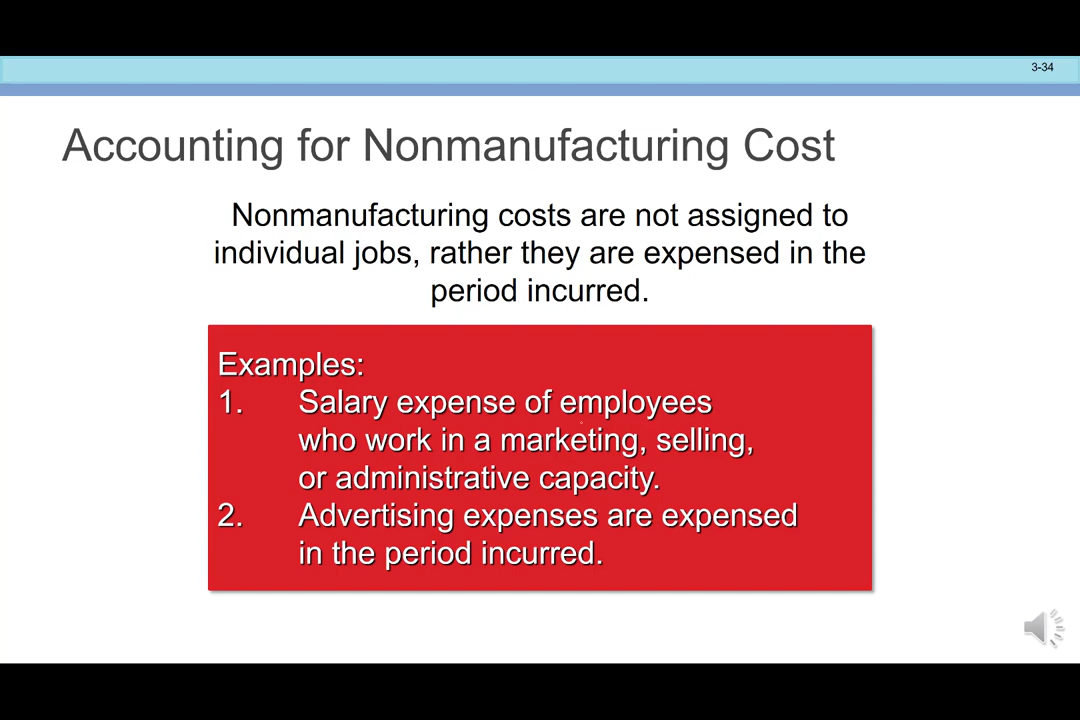 3-34
Accounting for Nonmanufacturing Cost
Nonmanufacturing costs are not assigned to
individual jobs, rather they are expensed in the
period incurred.
Examples:
1. Salary expense of employees
who work in a marketing, selling,
or administrative capacity.
2. Advertising expenses are expensed
in the period incurred.